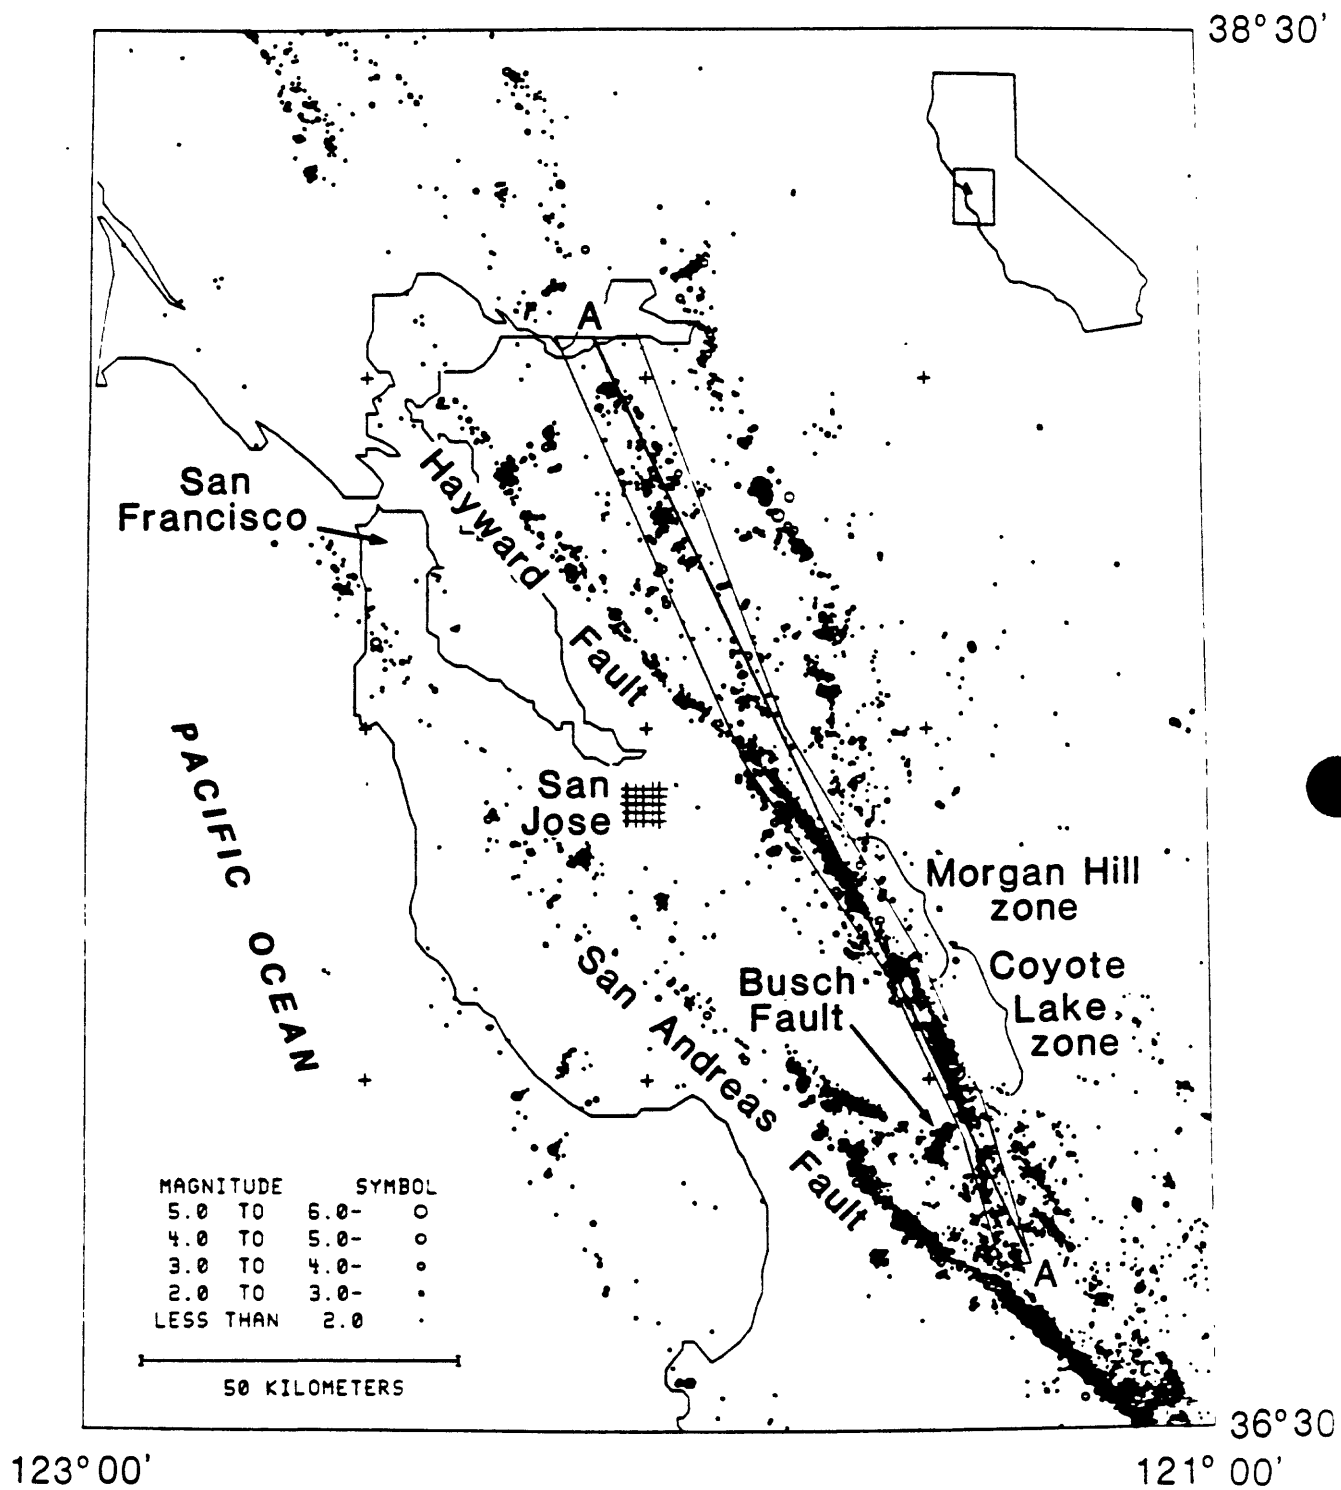 38°30'
A
San
Francisco
Hayward
Fault
PACIFIC OCEAN
San
Jose
Morgan Hill
zone
Coyote
Lake
zone
Busch
Fault
San Andreas
Fault
MAGNITUDE SYMBOL
5.0 TO 6.0-
4.0 TO 5.0-
3.0 TO 4.0-
2.0 TO 3.0-
LESS THAN 2.0
A
50 KILOMETERS
36°30
123°00'
121°00'